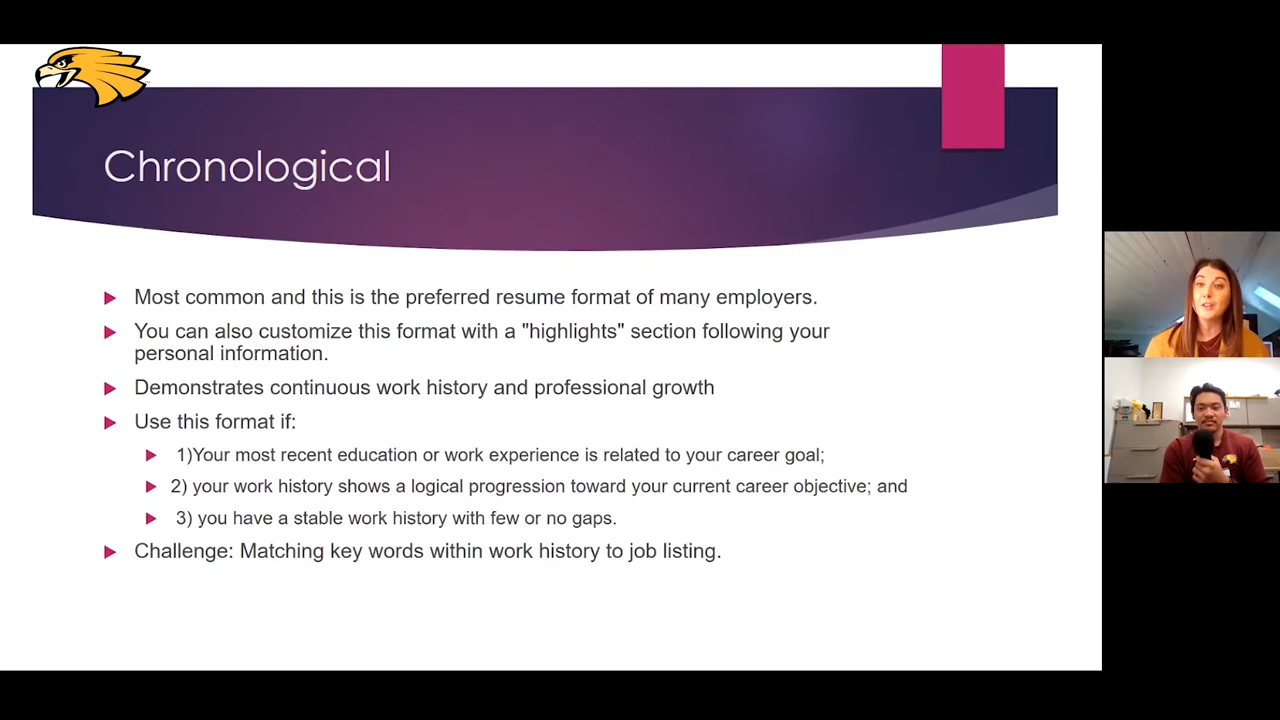 Chronological
Most common and this is the preferred resume format of many employers.
You can also customize this format with a "highlights" section following your
personal information.
Demonstrates continuous work history and professional growth
Use this format if:
1)Your most recent education or work experience is related to your career goal;
2) your work history shows a logical progression toward your current career objective; and
3) you have a stable work history with few or no gaps.
Challenge: Matching key words within work history to job listing.